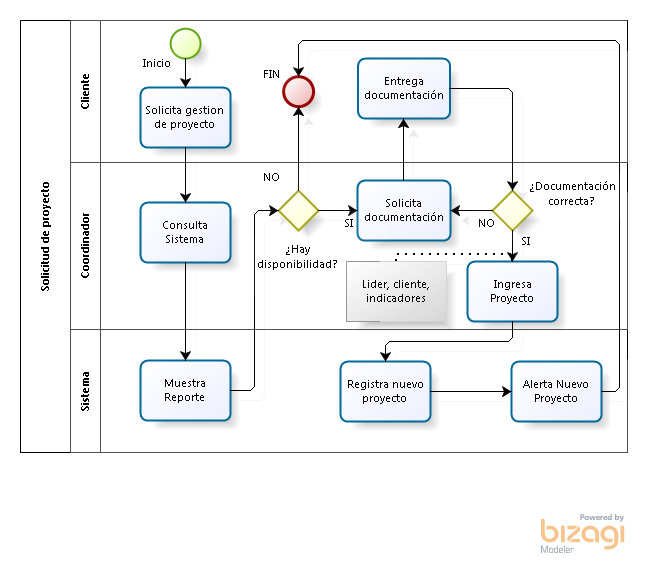 Solicitud de proyecto
Cliente
Inicio
Solicita gestion
de proyecto
FIN
Entrega
documentación
Coordinador
Consulta
Sistema
NO
¿Hay
disponibilidad?
SI
Solicita
documentación
¿Documentación
correcta?
NO
SI
Lider, cliente,
indicadores
Ingresa
Proyecto
Sistema
Muestra
Reporte
Registra nuevo
proyecto
Alerta Nuevo
Proyecto
Powered by
bizagi
Modeler